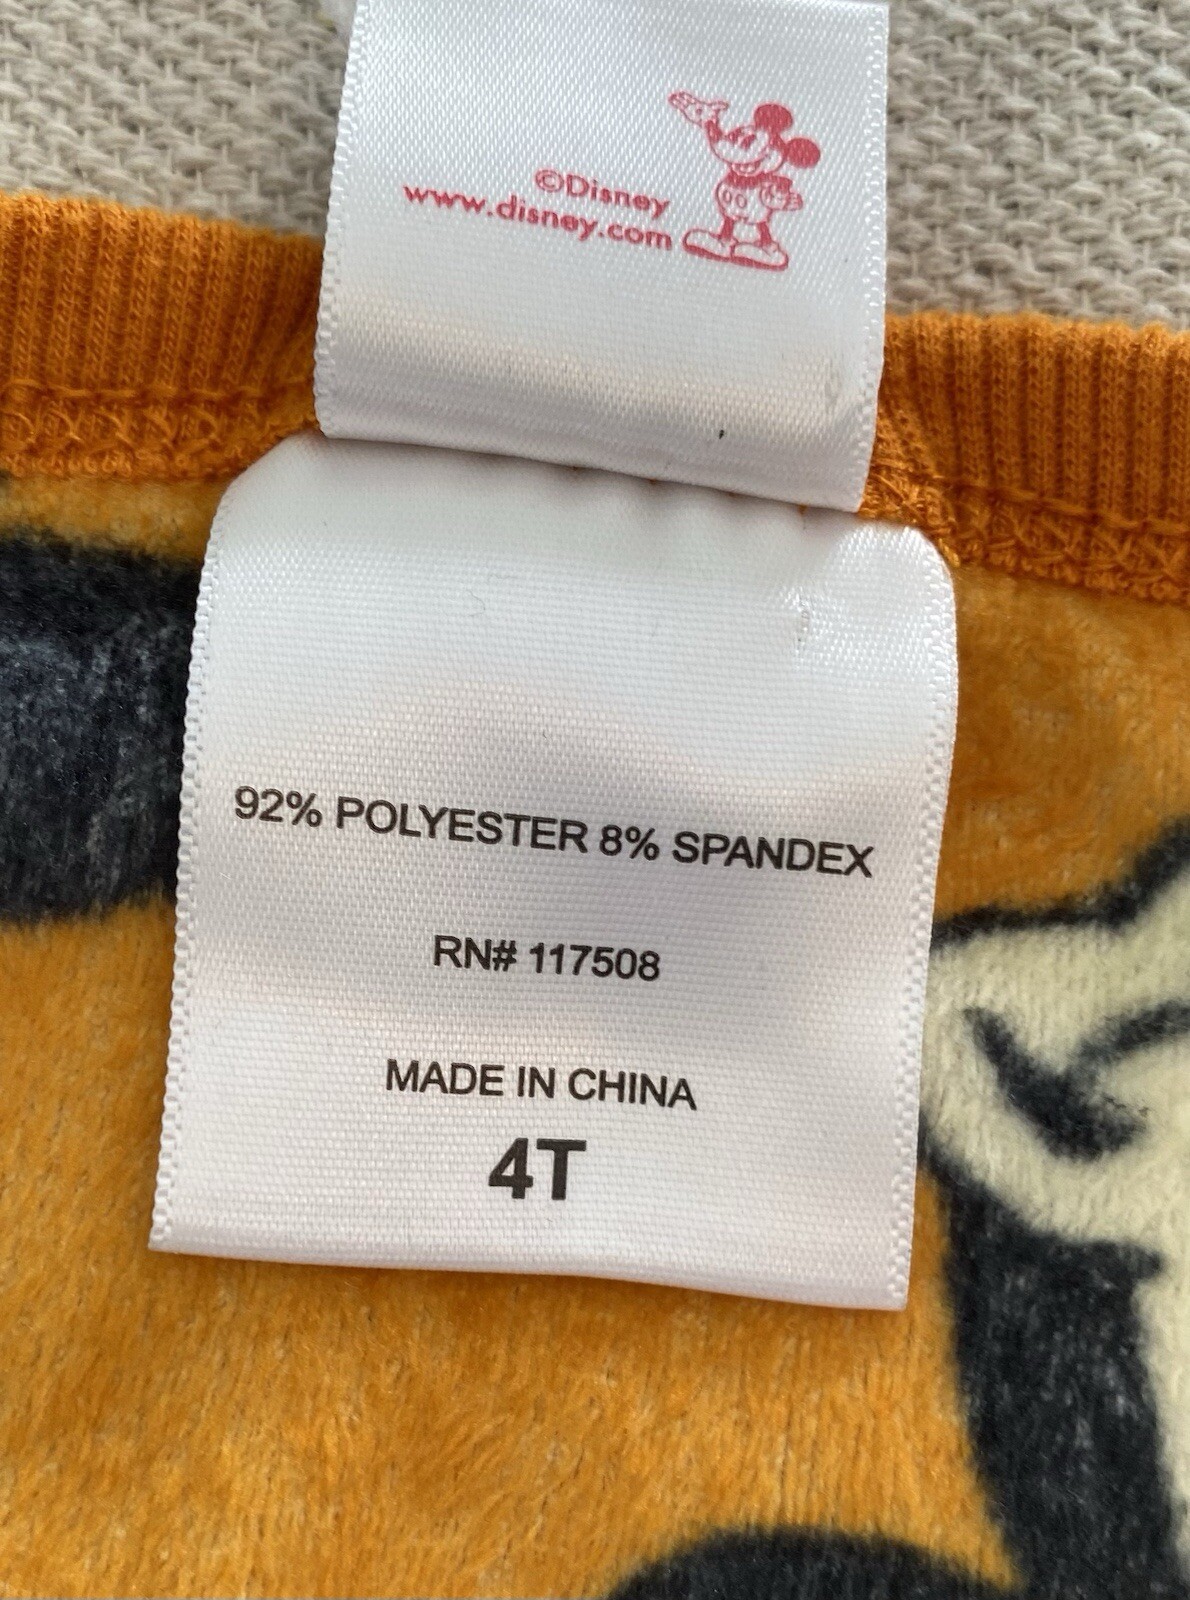 ©Disney
www.disney.com
92% POLYESTER 8% SPANDEX
RN# 117508
MADE IN CHINA
4T